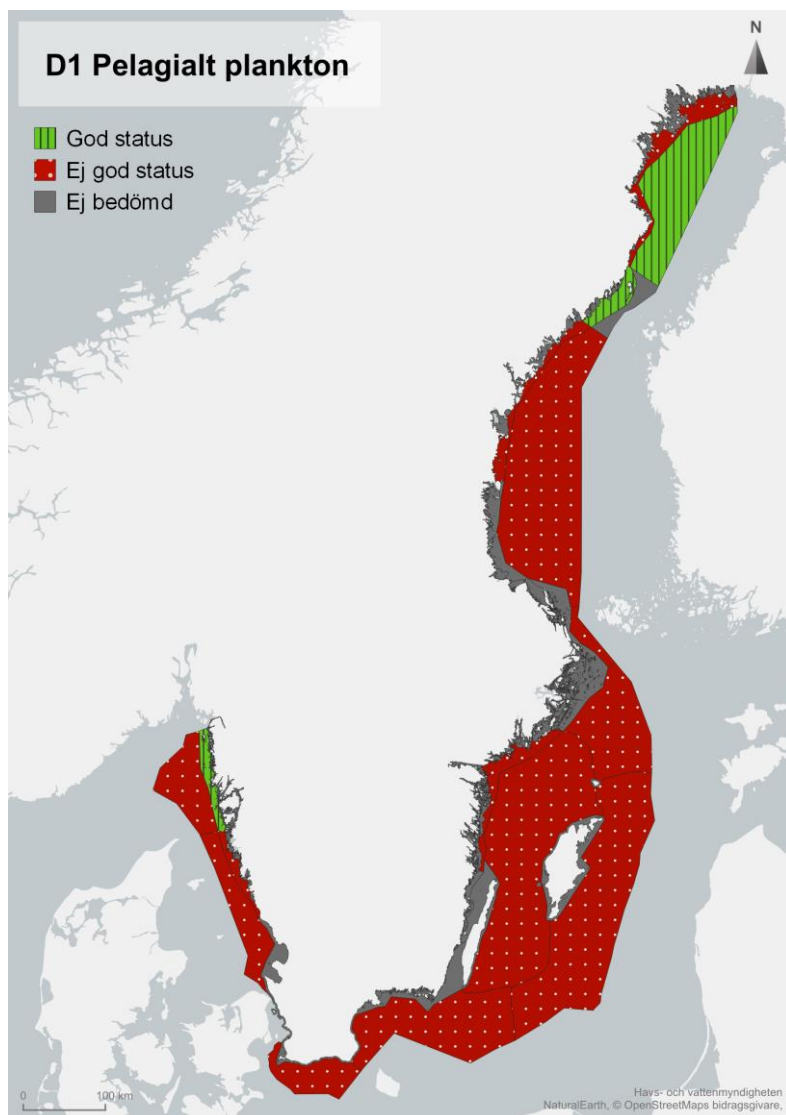 D1 Pelagialt plankton
N
God status
Ej god status
Ej bedömd
0 100 km
Havs- och vattenmyndigheten
NaturalEarth, © OpenStreetMaps bidragsgivare,